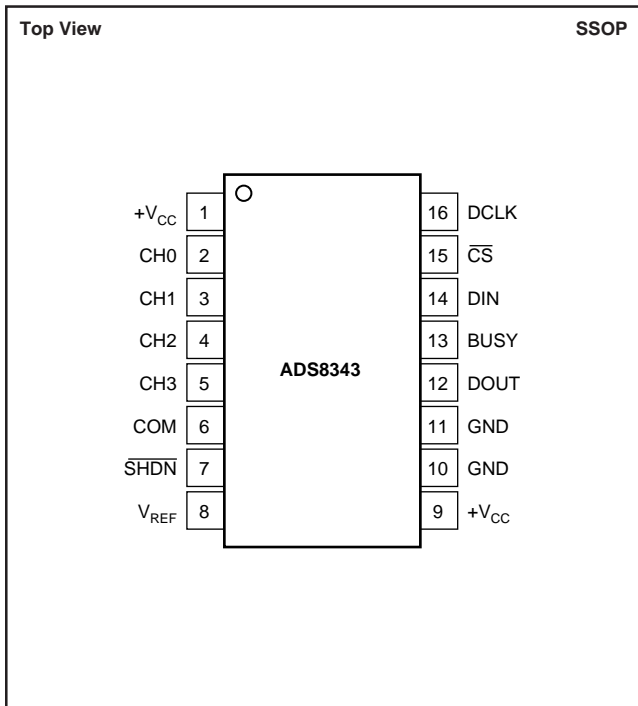 Top View SSOP
+VCC 1 16 DCLK
CH0 2 15 CS
CH1 3 14 DIN
CH2 4 13 BUSY
CH3 5 ADS8343 12 DOUT
COM 6 11 GND
SHDN 7 10 GND
VREF 8 9 +VCC